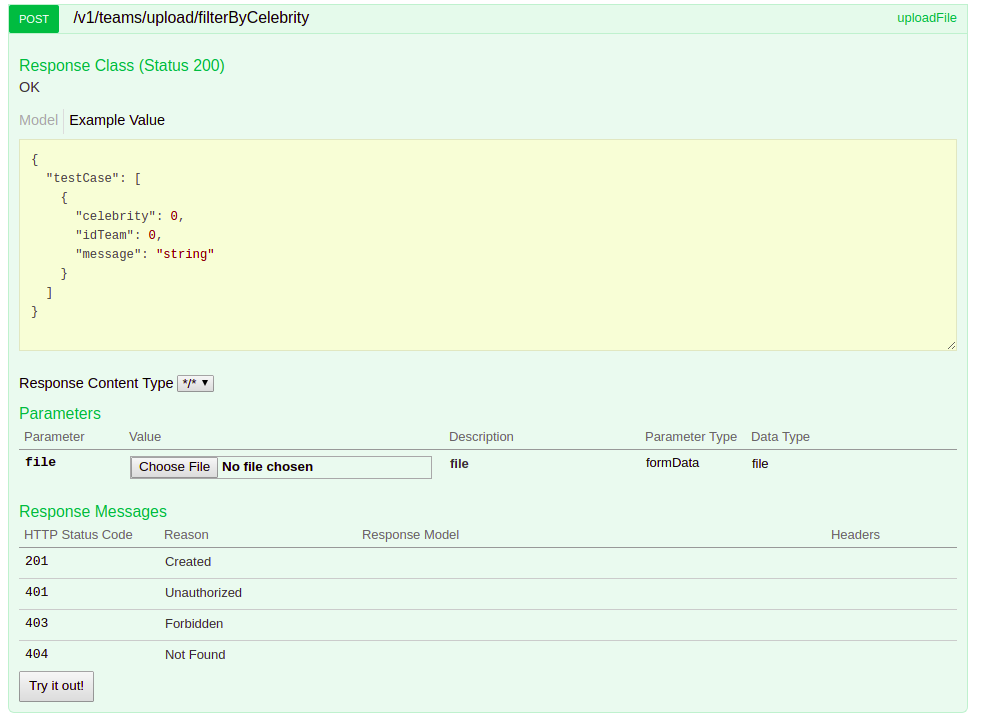 POST /v1/teams/upload/filterByCelebrity uploadFile
Response Class (Status 200)
OK
Model Example Value
{
  "testCase": [
    {
      "celebrity": 0,
      "idTeam": 0,
      "message": "string"
    }
  ]
}
Response Content Type */* ▼
Parameters
Parameter Value Description Parameter Type Data Type
file Choose File No file chosen file formData file
Response Messages
HTTP Status Code Reason Response Model Headers
201 Created
401 Unauthorized
403 Forbidden
404 Not Found
Try it out!